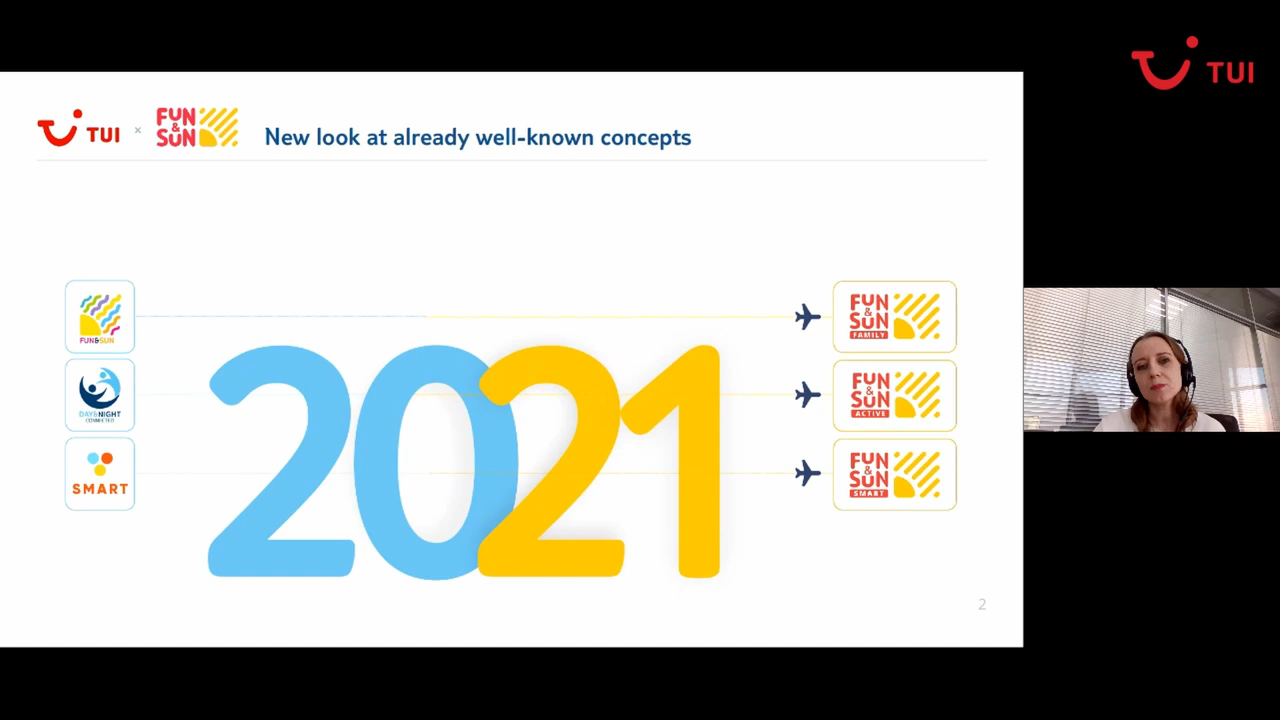 TUI
TUI × FUN & SUN
New look at already well-known concepts
FUN&SUN
FUN & SUN FAMILY
DAY&NIGHT
CONNECTED
FUN & SUN ACTIVE
SMART
FUN & SUN SMART
2021
2